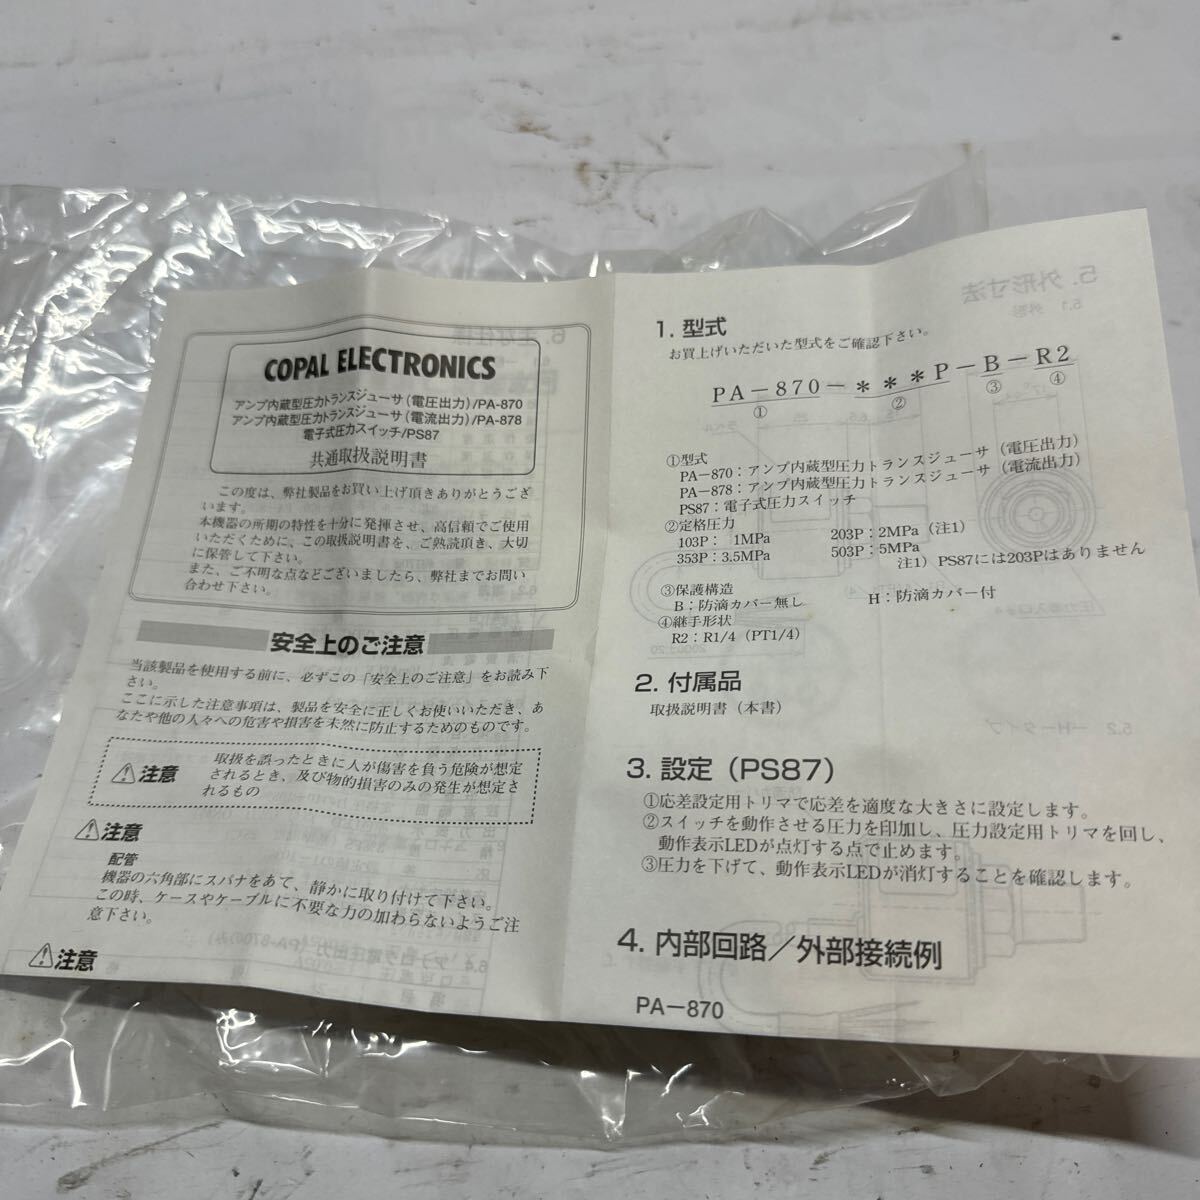 COPAL ELECTRONICS
アンプ内蔵型圧力トランスジューサ(電圧出力)/PA-870
アンプ内蔵型圧力トランスジューサ(電流出力)/PA-878
電子式圧力スイッチ/PS87
共通取扱説明書
この度は、弊社製品をお買い上げ頂きありがとうござ
います。
本機器の所期の特性を十分に発揮させ、高信頼でご使用
いただくために、この取扱説明書を、ご熟読頂き、大切
に保管して下さい。
また、ご不明な点などございましたら、弊社までお問い
合わせ下さい。
安全上のご注意
当該製品を使用する前に、必ずこの「安全上のご注意」をお読み下
さい。
ここに示した注意事項は、製品を安全に正しくお使いいただき、あ
なたや他の人々への危害や損害を未然に防止するためのものです。
⚠注意
取扱を誤ったときに人が傷害を負う危険が想定
されるとき、及び物的損害のみの発生が想定さ
れるもの
⚠注意
配管
機器の六角部にスパナをあて、静かに取り付けて下さい。
この時、ケースやケーブルに不要な力の加わらないようご注
意下さい。
⚠注意
1. 型式
お買上げいただいた型式をご確認下さい。
PA－870－＊＊＊P－B－R2
① ② ③ ④
①型式
PA－870：アンプ内蔵型圧力トランスジューサ（電圧出力）
PA－878：アンプ内蔵型圧力トランスジューサ（電流出力）
PS87：電子式圧力スイッチ
②定格圧力
103P： 1MPa 203P：2MPa（注1）
353P：3.5MPa 503P：5MPa
注1）PS87には203Pはありません
③保護構造
B：防滴カバー無し H：防滴カバー付
④継手形状
R2：R1/4（PT1/4）
2. 付属品
取扱説明書（本書）
3. 設定（PS87）
①応差設定用トリマで応差を適度な大きさに設定します。
②スイッチを動作させる圧力を印加し、圧力設定用トリマを回し、
動作表示LEDが点灯する点で止めます。
③圧力を下げて、動作表示LEDが消灯することを確認します。
4. 内部回路／外部接続例
PA－870